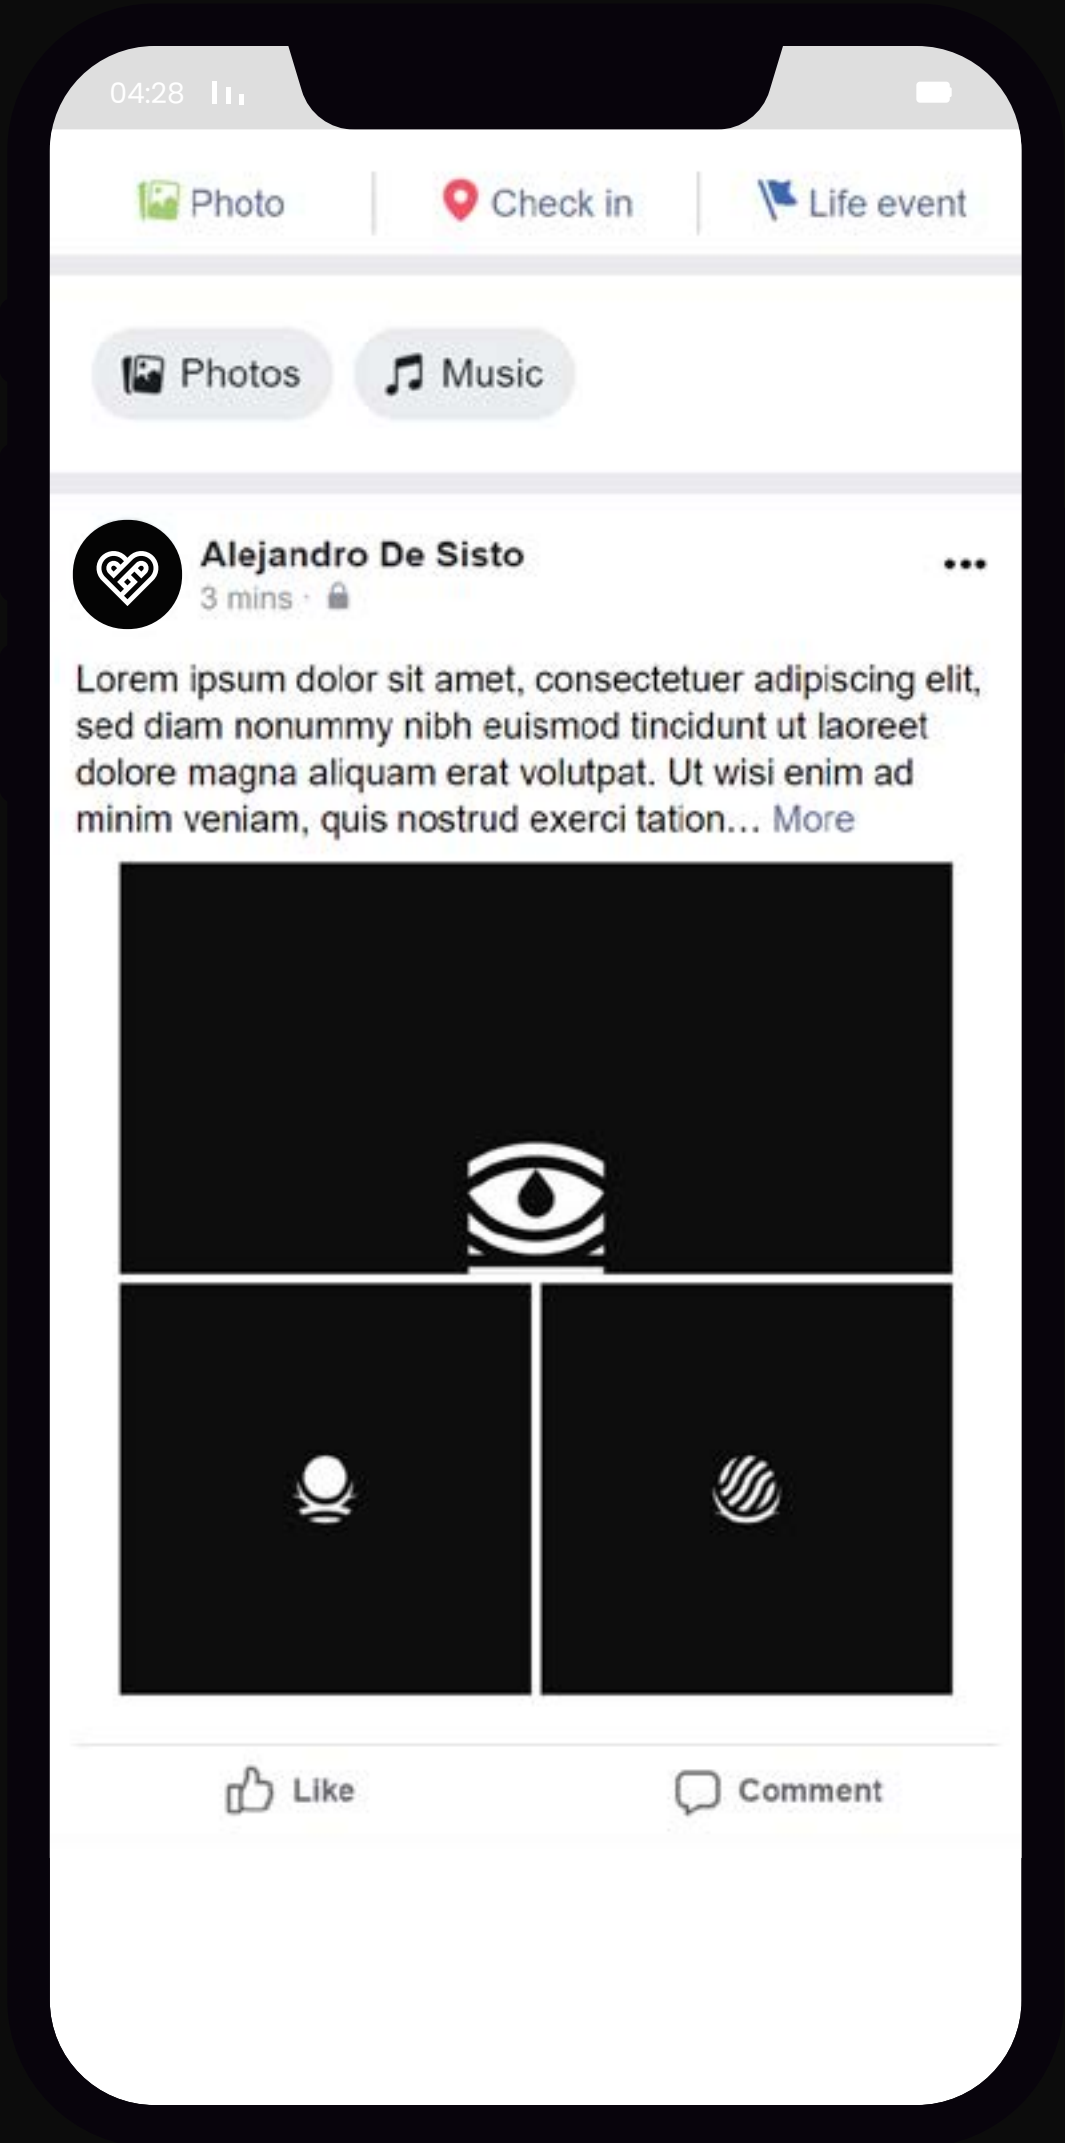 04:28
Photo
Check in
Life event
Photos
Music
Alejandro De Sisto
3 mins ·
Lorem ipsum dolor sit amet, consectetuer adipiscing elit,
sed diam nonummy nibh euismod tincidunt ut laoreet
dolore magna aliquam erat volutpat. Ut wisi enim ad
minim veniam, quis nostrud exerci tation... More
Like
Comment